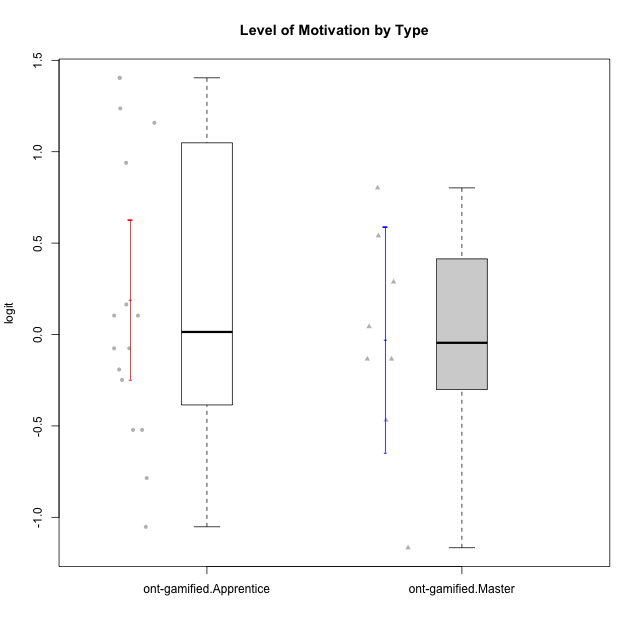 Level of Motivation by Type
logit
1.5
1.0
0.5
0.0
-0.5
-1.0
ont-gamified.Apprentice
ont-gamified.Master